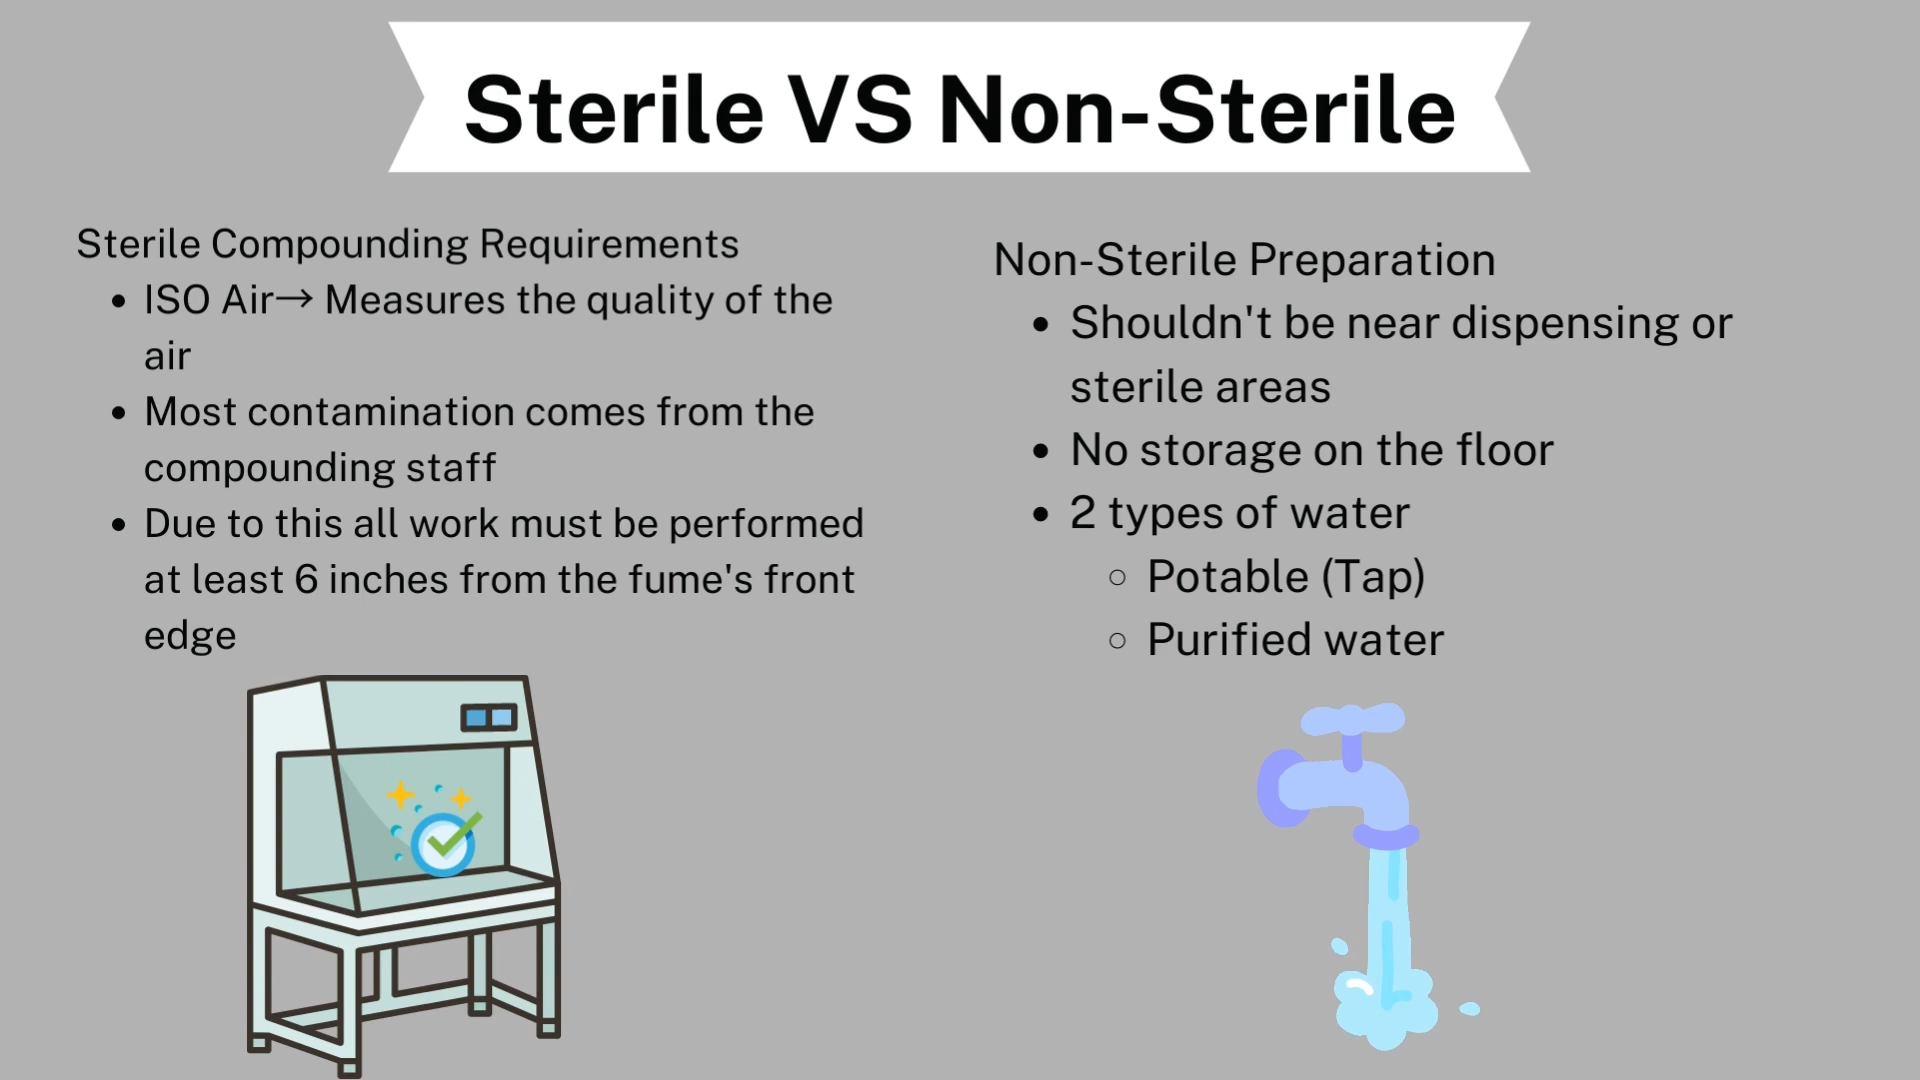 Sterile VS Non-Sterile
Sterile Compounding Requirements
• ISO Air→ Measures the quality of the
air
• Most contamination comes from the
compounding staff
• Due to this all work must be performed
at least 6 inches from the fume's front
edge
Non-Sterile Preparation
• Shouldn't be near dispensing or
sterile areas
• No storage on the floor
• 2 types of water
◦ Potable (Tap)
◦ Purified water